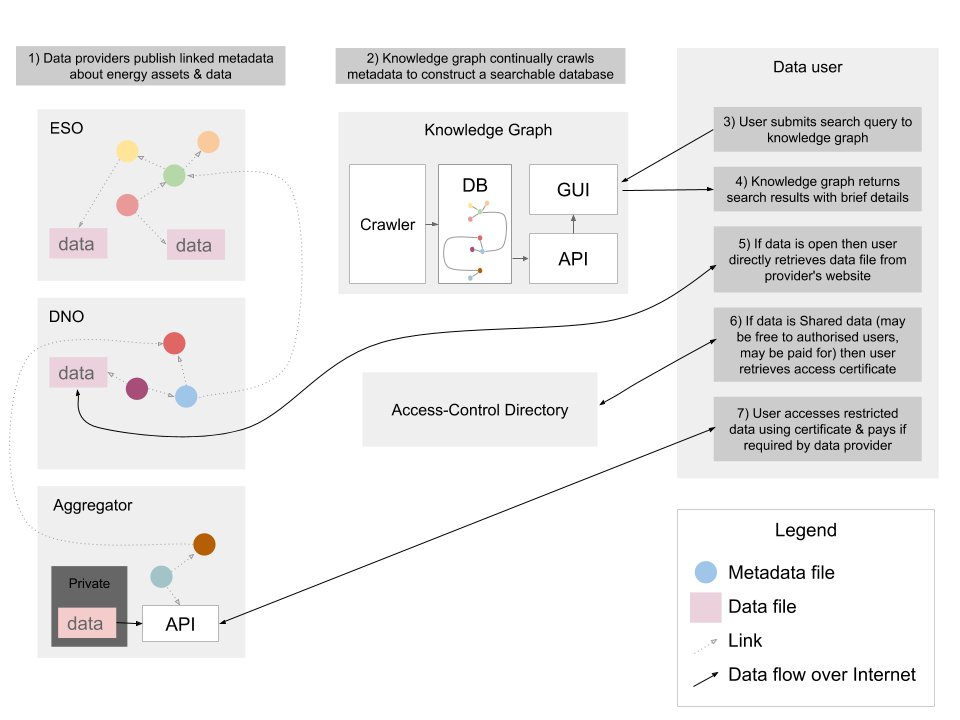 1) Data providers publish linked metadata
about energy assets & data
2) Knowledge graph continually crawls
metadata to construct a searchable database
Data user
ESO
data
data
Knowledge Graph
Crawler
DB
GUI
API
3) User submits search query to
knowledge graph
4) Knowledge graph returns
search results with brief details
5) If data is open then user
directly retrieves data file from
provider's website
6) If data is Shared data (may
be free to authorised users,
may be paid for) then user
retrieves access certificate
7) User accesses restricted
data using certificate & pays if
required by data provider
DNO
data
Access-Control Directory
Aggregator
Private
data
API
Legend
Metadata file
Data file
Link
Data flow over Internet